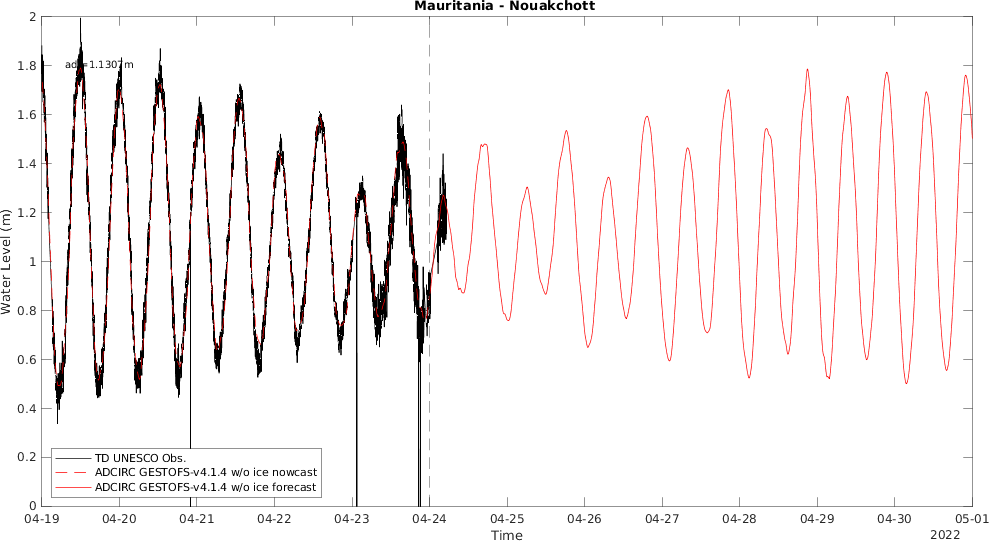 Mauritania - Nouakchott
2
1.8
1.6
1.4
1.2
1
0.8
0.6
0.4
0.2
0
Water Level (m)
adj=1.1307 m
TD UNESCO Obs.
ADCIRC GESTOFS-v4.1.4 w/o ice nowcast
ADCIRC GESTOFS-v4.1.4 w/o ice forecast
04-19 04-20 04-21 04-22 04-23 04-24 04-25 04-26 04-27 04-28 04-29 04-30 05-01
Time
2022